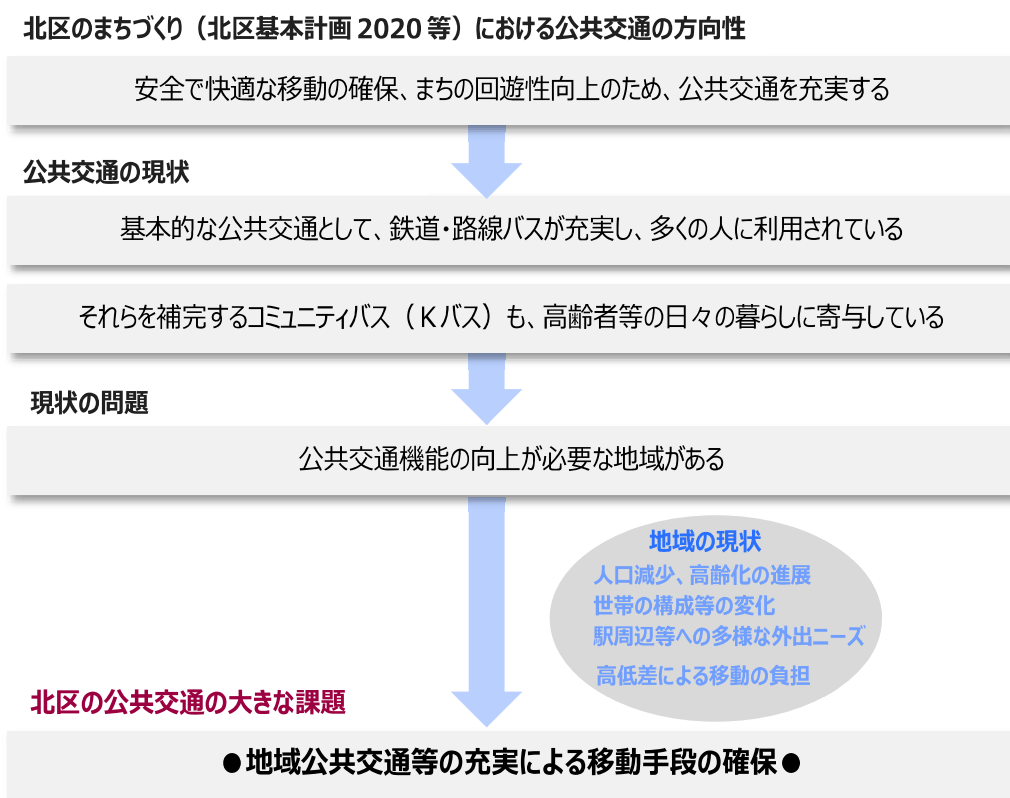 北区のまちづくり（北区基本計画2020等）における公共交通の方向性
安全で快適な移動の確保、まちの回遊性向上のため、公共交通を充実する
公共交通の現状
基本的な公共交通として、鉄道・路線バスが充実し、多くの人に利用されている
それらを補完するコミュニティバス（Kバス）も、高齢者等の日々の暮らしに寄与している
現状の問題
公共交通機能の向上が必要な地域がある
地域の現状
人口減少、高齢化の進展
世帯の構成等の変化
駅周辺等への多様な外出ニーズ
高低差による移動の負担
北区の公共交通の大きな課題
●地域公共交通等の充実による移動手段の確保●